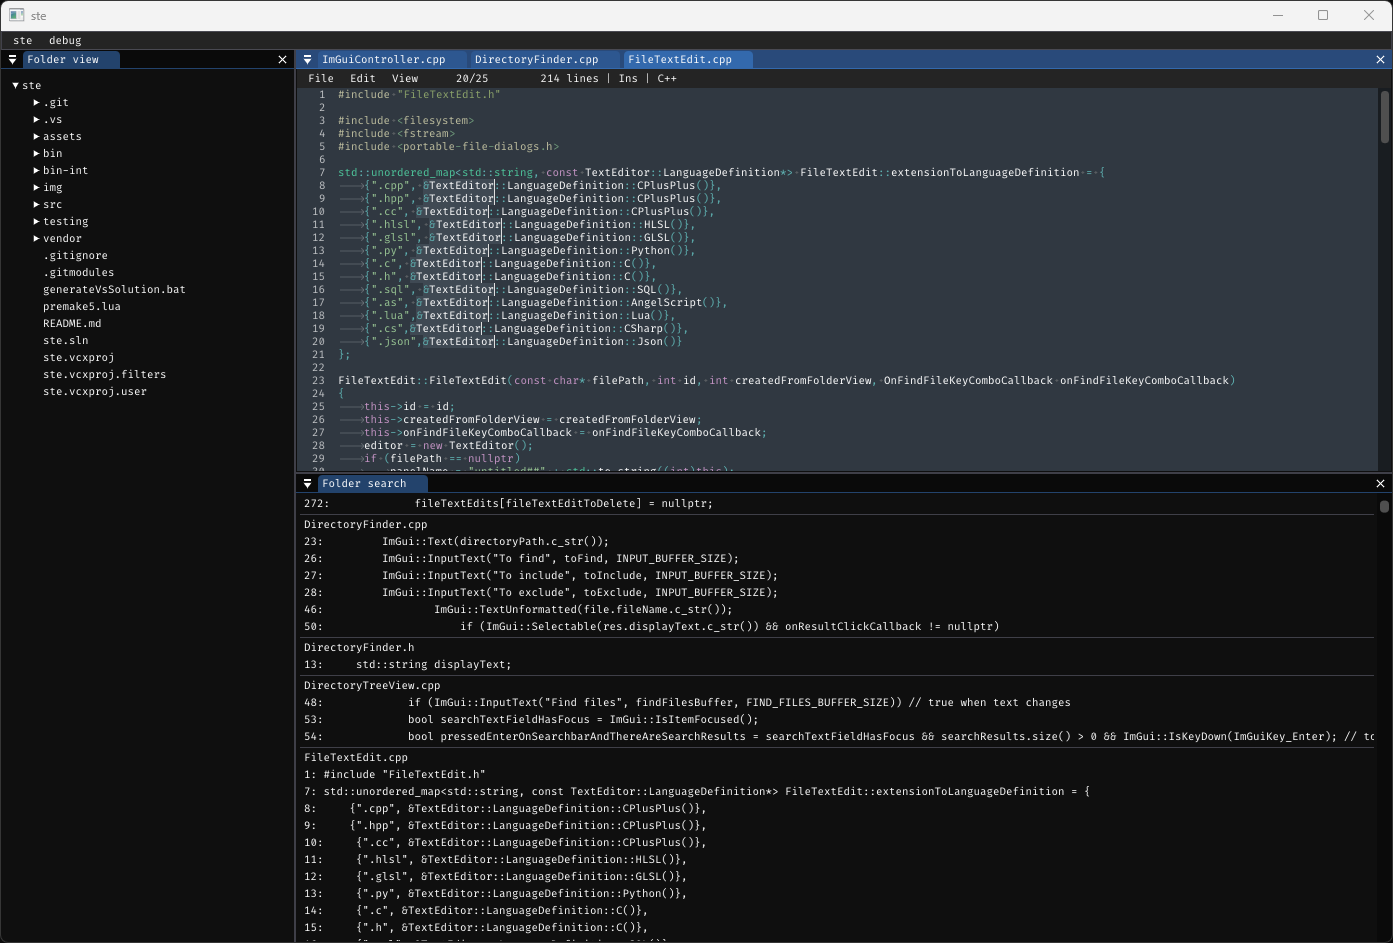 ste
ste debug
Folder view
ste
.git
.vs
assets
bin
bin-int
img
src
testing
vendor
.gitignore
.gitmodules
generateVsSolution.bat
premake5.lua
README.md
ste.sln
ste.vcxproj
ste.vcxproj.filters
ste.vcxproj.user
ImGuiController.cpp DirectoryFinder.cpp FileTextEdit.cpp
File Edit View 20/25 214 lines | Ins | C++
1 #include "FileTextEdit.h"
2
3 #include <filesystem>
4 #include <fstream>
5 #include <portable-file-dialogs.h>
6
7 std::unordered_map<std::string, const TextEditor::LanguageDefinition*> FileTextEdit::extensionToLanguageDefinition = {
8 {".cpp", &TextEditor::LanguageDefinition::CPlusPlus()},
9 {".hpp", &TextEditor::LanguageDefinition::CPlusPlus()},
10 {".cc", &TextEditor::LanguageDefinition::CPlusPlus()},
11 {".hlsl", &TextEditor::LanguageDefinition::HLSL()},
12 {".glsl", &TextEditor::LanguageDefinition::GLSL()},
13 {".py", &TextEditor::LanguageDefinition::Python()},
14 {".c", &TextEditor::LanguageDefinition::C()},
15 {".h", &TextEditor::LanguageDefinition::C()},
16 {".sql", &TextEditor::LanguageDefinition::SQL()},
17 {".as", &TextEditor::LanguageDefinition::AngelScript()},
18 {".lua",&TextEditor::LanguageDefinition::Lua()},
19 {".cs",&TextEditor::LanguageDefinition::CSharp()},
20 {".json",&TextEditor::LanguageDefinition::Json()}
21 };
22
23 FileTextEdit::FileTextEdit(const char* filePath, int id, int createdFromFolderView, OnFindFileKeyComboCallback onFindFileKeyComboCallback)
24 {
25 this->id = id;
26 this->createdFromFolderView = createdFromFolderView;
27 this->onFindFileKeyComboCallback = onFindFileKeyComboCallback;
28 editor = new TextEditor();
29 if (filePath == nullptr)
Folder search
272: fileTextEdits[fileTextEditToDelete] = nullptr;
DirectoryFinder.cpp
23: ImGui::Text(directoryPath.c_str());
26: ImGui::InputText("To find", toFind, INPUT_BUFFER_SIZE);
27: ImGui::InputText("To include", toInclude, INPUT_BUFFER_SIZE);
28: ImGui::InputText("To exclude", toExclude, INPUT_BUFFER_SIZE);
46: ImGui::TextUnformatted(file.fileName.c_str());
50: if (ImGui::Selectable(res.displayText.c_str()) && onResultClickCallback != nullptr)
DirectoryFinder.h
13: std::string displayText;
DirectoryTreeView.cpp
48: if (ImGui::InputText("Find files", findFilesBuffer, FIND_FILES_BUFFER_SIZE)) // true when text changes
53: bool searchTextFieldHasFocus = ImGui::IsItemFocused();
54: bool pressedEnterOnSearchbarAndThereAreSearchResults = searchTextFieldHasFocus && searchResults.size() > 0 && ImGui::IsKeyDown(ImGuiKey_Enter); //
FileTextEdit.cpp
1: #include "FileTextEdit.h"
7: std::unordered_map<std::string, const TextEditor::LanguageDefinition*> FileTextEdit::extensionToLanguageDefinition = {
8: {".cpp", &TextEditor::LanguageDefinition::CPlusPlus()},
9: {".hpp", &TextEditor::LanguageDefinition::CPlusPlus()},
10: {".cc", &TextEditor::LanguageDefinition::CPlusPlus()},
11: {".hlsl", &TextEditor::LanguageDefinition::HLSL()},
12: {".glsl", &TextEditor::LanguageDefinition::GLSL()},
13: {".py", &TextEditor::LanguageDefinition::Python()},
14: {".c", &TextEditor::LanguageDefinition::C()},
15: {".h", &TextEditor::LanguageDefinition::C()},